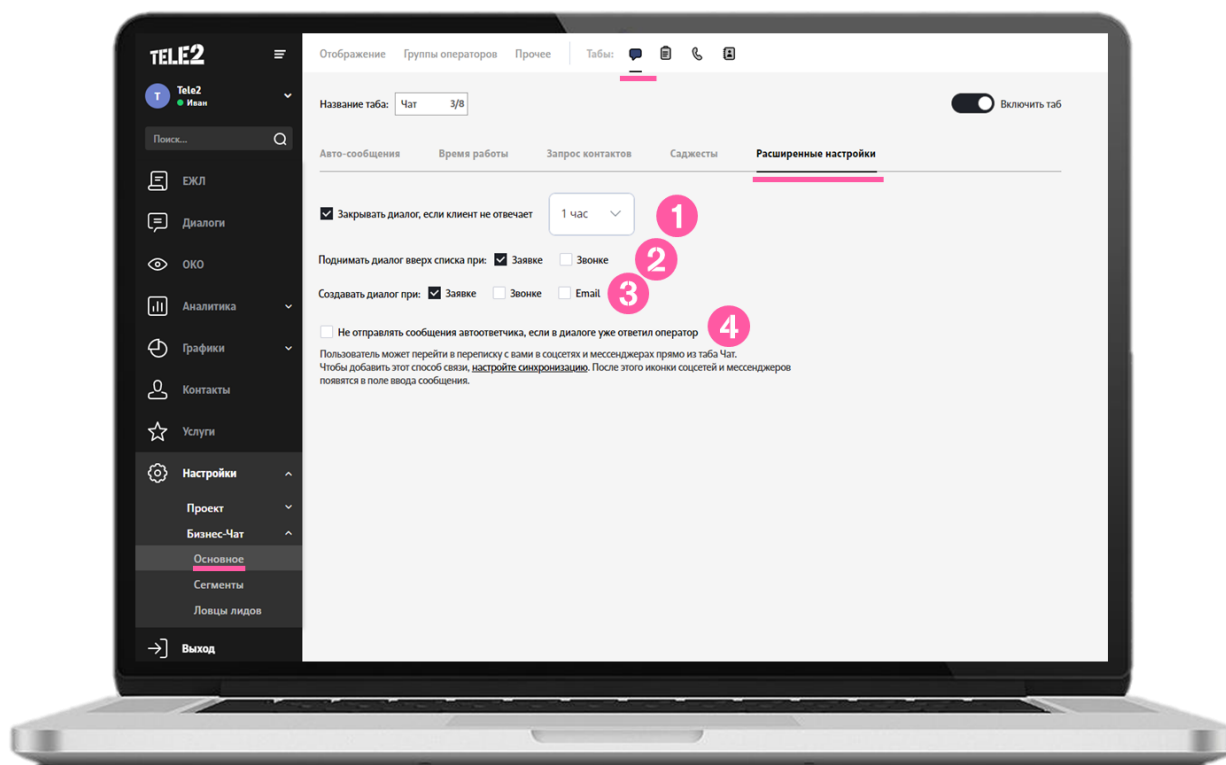 TELE2
T
Tele2
Иван
Поиск...
ЕЖЛ
Диалоги
ОКО
Аналитика
Графики
Контакты
Услуги
Настройки
Проект
Бизнес-Чат
Основное
Сегменты
Ловцы лидов
Выход
Отображение Группы операторов Прочее Табы:
Название таба: Чат 3/8 Включить таб
Авто-сообщения Время работы Запрос контактов Саджесты Расширенные настройки
Закрывать диалог, если клиент не отвечает 1 час 1
Поднимать диалог вверх списка при: Заявке Звонке 2
Создавать диалог при: Заявке Звонке Email 3
Не отправлять сообщения автоответчика, если в диалоге уже ответил оператор 4
Пользователь может перейти в переписку с вами в соцсетях и мессенджерах прямо из таба Чат.
Чтобы добавить этот способ связи, настройте синхронизацию. После этого иконки соцсетей и мессенджеров
появятся в поле ввода сообщения.